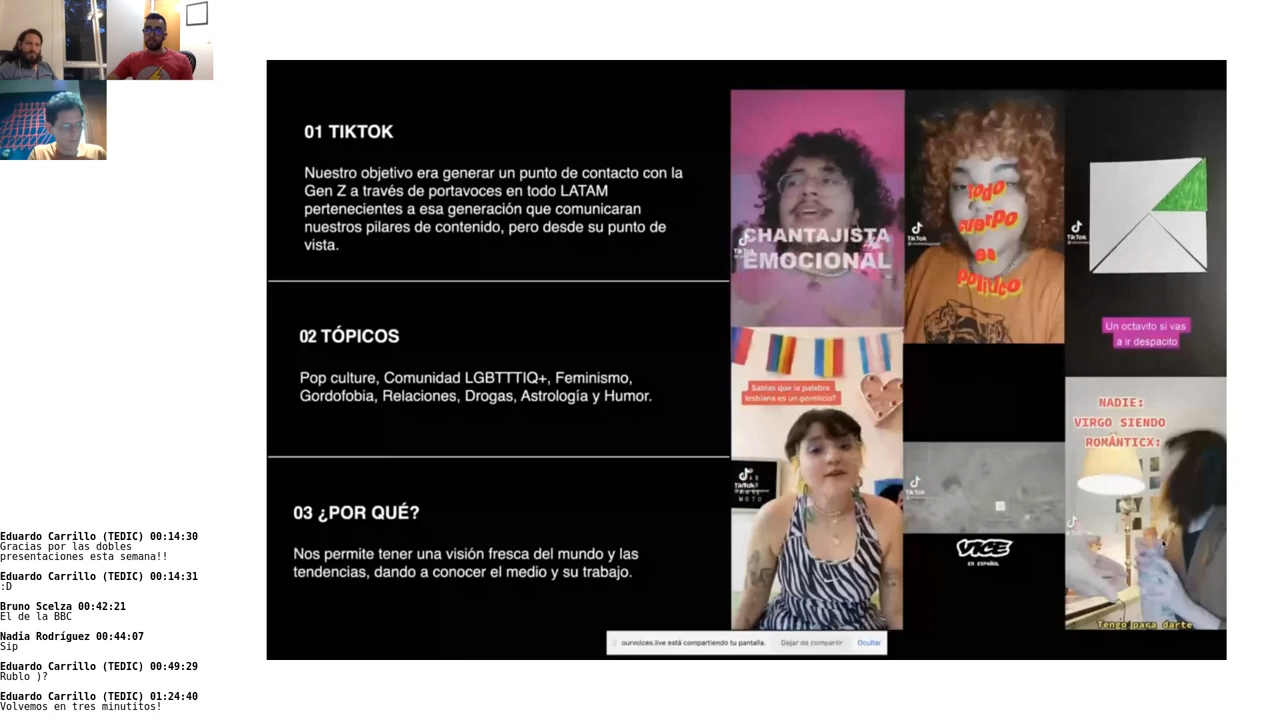 01 TIKTOK
Nuestro objetivo era generar un punto de contacto con la
Gen Z a través de portavoces en todo LATAM
pertenecientes a esa generación que comunicaran
nuestros pilares de contenido, pero desde su punto de
vista.
02 TÓPICOS
Pop culture, Comunidad LGBTTTIQ+, Feminismo,
Gordofobia, Relaciones, Drogas, Astrología y Humor.
03 ¿POR QUÉ?
Nos permite tener una visión fresca del mundo y las
tendencias, dando a conocer el medio y su trabajo.
CHANTAJISTA
EMOCIONAL
TikTok
Todo
cuerpo
es
político
TikTok
TikTok
Un octavito si vas
a ir despacito
Sabías que la palabra
lesbiana es un gentilicio?
TikTok
TikTok
VICE
EN ESPAÑOL
NADIE:
VIRGO SIENDO
ROMÁNTICX:
TikTok
Tengo para darte
ourvoices.live está compartiendo tu pantalla.
Dejar de compartir
Ocultar
Eduardo Carrillo (TEDIC) 00:14:30
Gracias por las dobles
presentaciones esta semana!!
Eduardo Carrillo (TEDIC) 00:14:31
:D
Bruno Scelza 00:42:21
El de la BBC
Nadia Rodríguez 00:44:07
Sip
Eduardo Carrillo (TEDIC) 00:49:29
Rublo )?
Eduardo Carrillo (TEDIC) 01:24:40
Volvemos en tres minutitos!